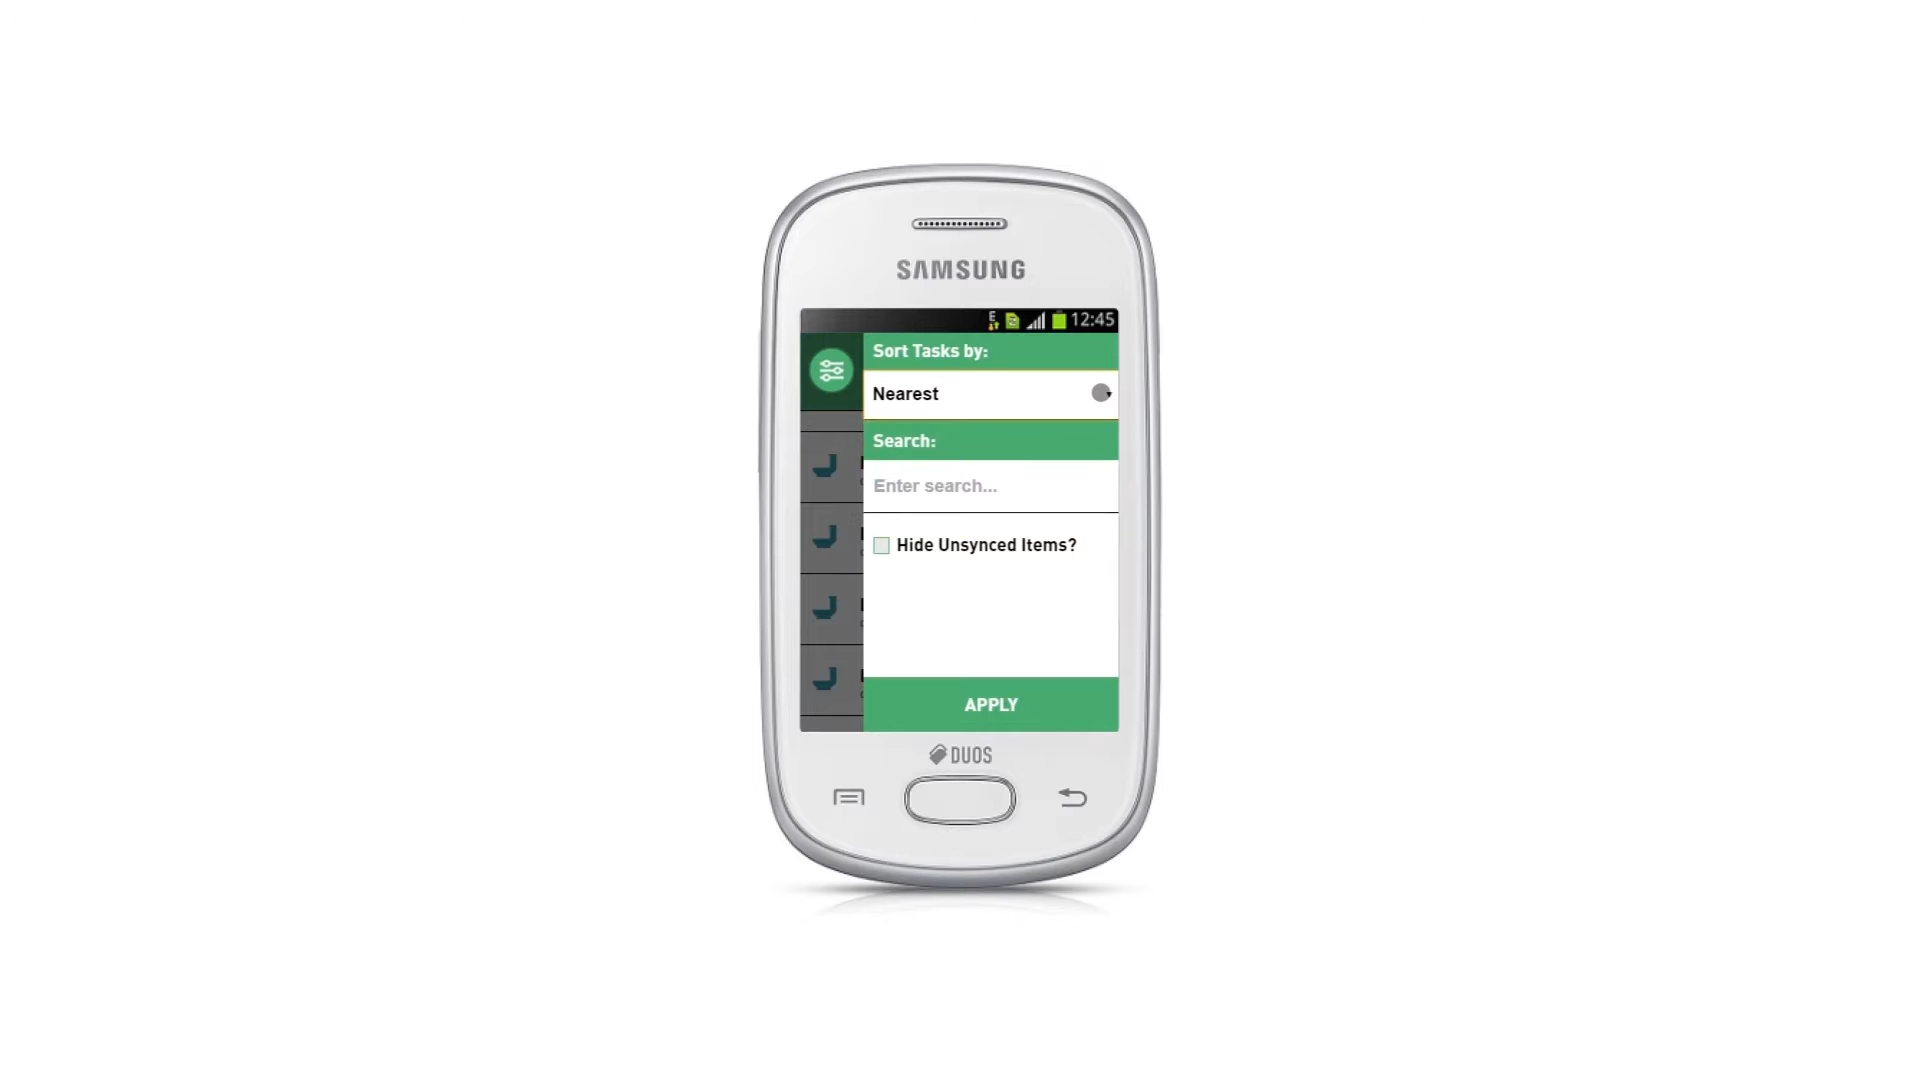 SAMSUNG
E 12:45
Sort Tasks by:
Nearest
Search:
Enter search...
Hide Unsynced Items?
APPLY
DUOS